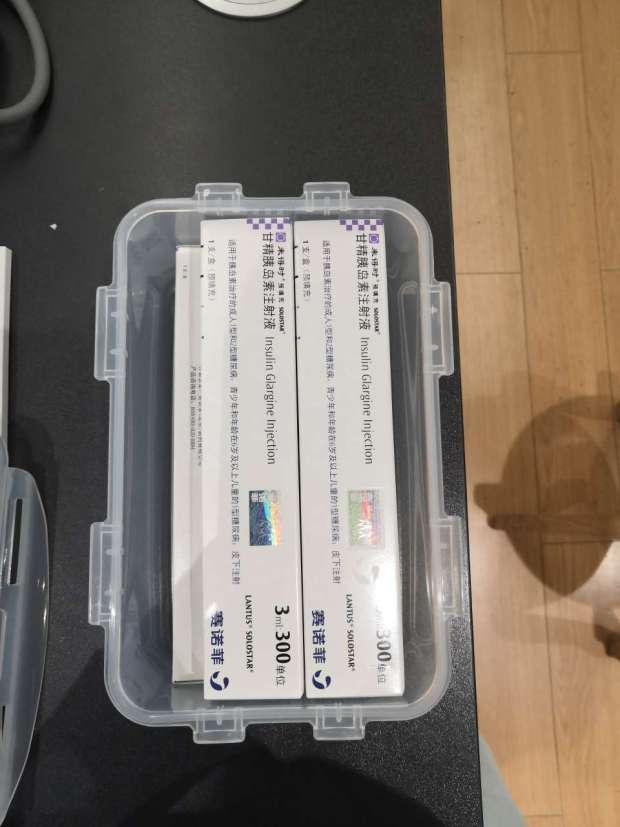 来得时® 预填充 SOLOSTAR®
甘精胰岛素注射液 Insulin Glargine Injection
适用于胰岛素治疗的成人1型和2型糖尿病，青少年和年龄在6岁及以上儿童的1型糖尿病；皮下注射
1支/盒（预填充）
3ml:300单位
LANTUS® SOLOSTAR®
赛诺菲
来得时® 预填充 SOLOSTAR®
甘精胰岛素注射液 Insulin Glargine Injection
适用于胰岛素治疗的成人1型和2型糖尿病，青少年和年龄在6岁及以上儿童的1型糖尿病；皮下注射
1支/盒（预填充）
3ml:300单位
LANTUS® SOLOSTAR®
赛诺菲